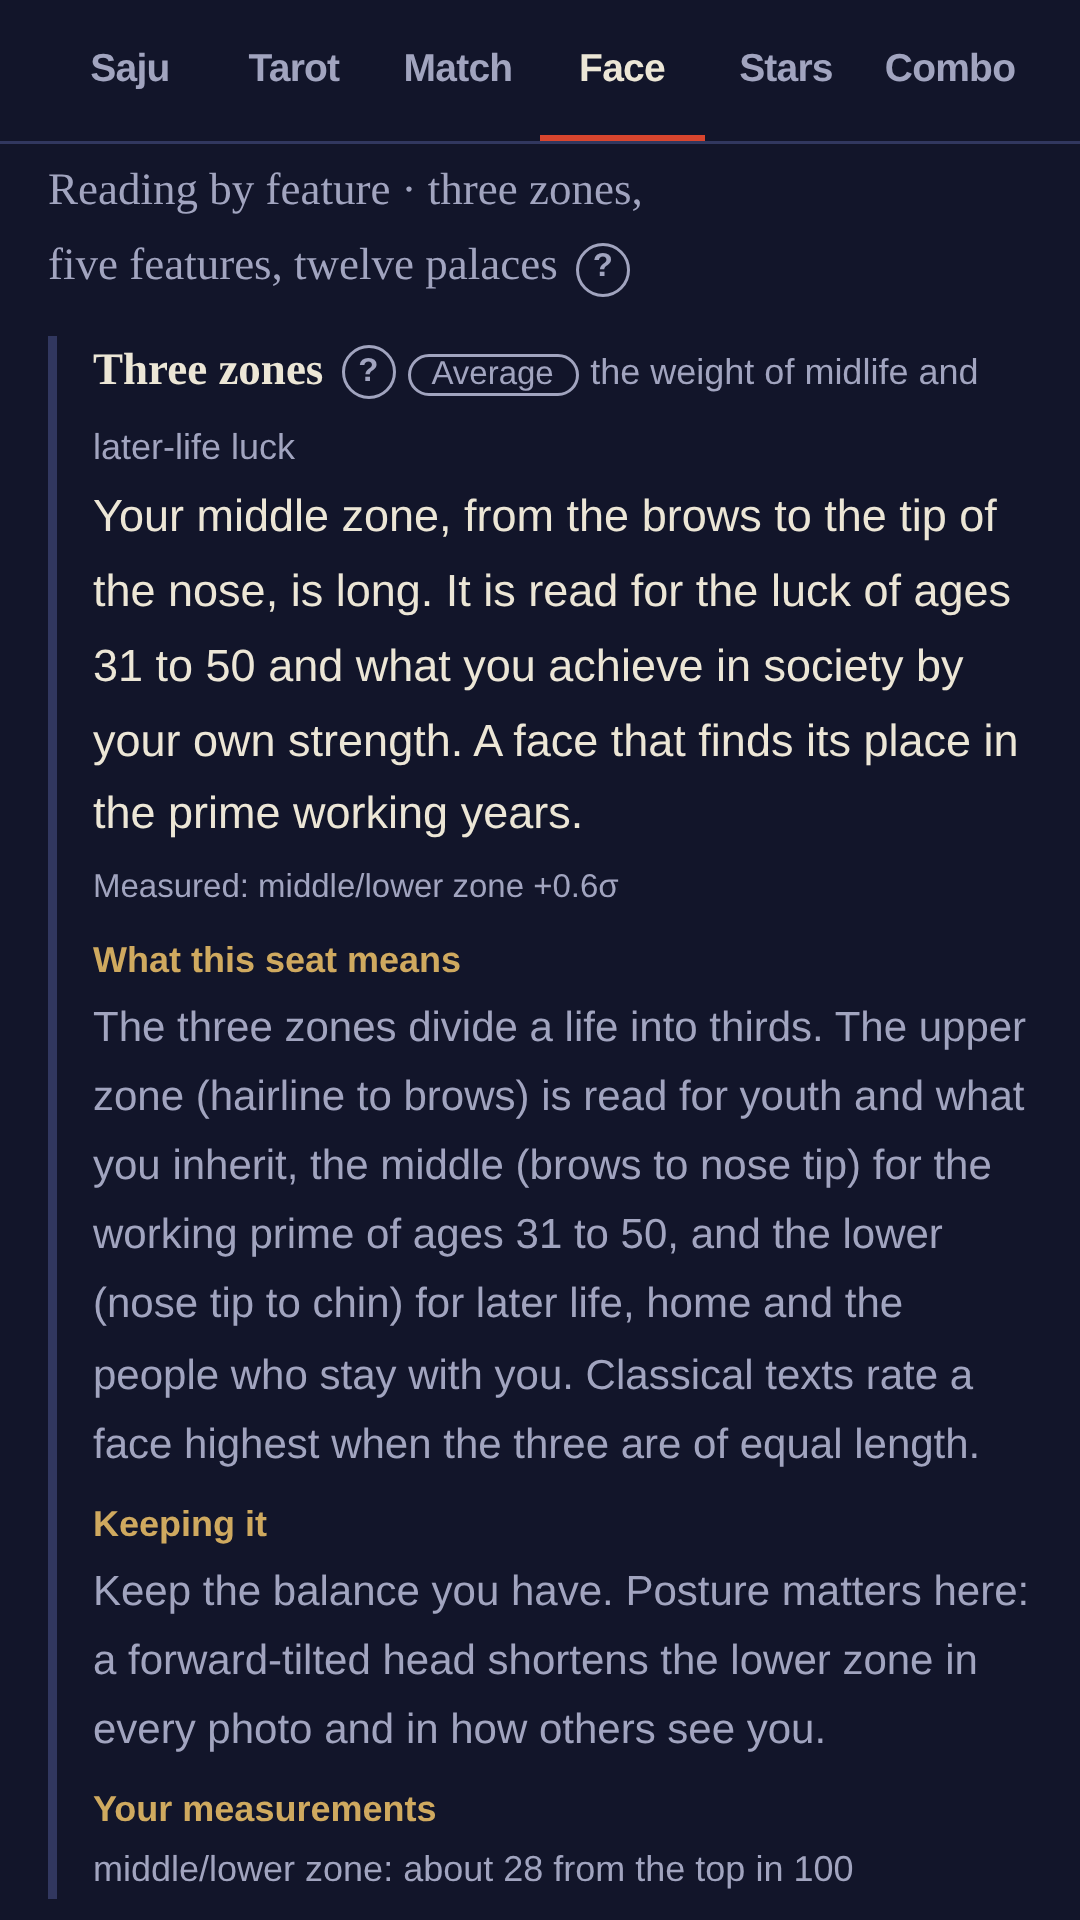 Saju Tarot Match Face Stars Combo
Reading by feature · three zones,
five features, twelve palaces ?
Three zones ? Average the weight of midlife and
later-life luck
Your middle zone, from the brows to the tip of
the nose, is long. It is read for the luck of ages
31 to 50 and what you achieve in society by
your own strength. A face that finds its place in
the prime working years.
Measured: middle/lower zone +0.6σ
What this seat means
The three zones divide a life into thirds. The upper
zone (hairline to brows) is read for youth and what
you inherit, the middle (brows to nose tip) for the
working prime of ages 31 to 50, and the lower
(nose tip to chin) for later life, home and the
people who stay with you. Classical texts rate a
face highest when the three are of equal length.
Keeping it
Keep the balance you have. Posture matters here:
a forward-tilted head shortens the lower zone in
every photo and in how others see you.
Your measurements
middle/lower zone: about 28 from the top in 100